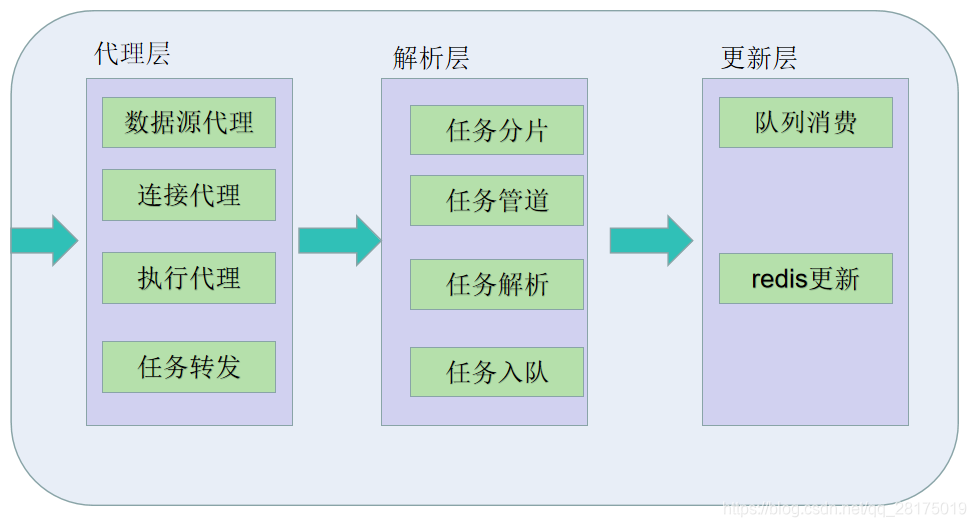 代理层
数据源代理
连接代理
执行代理
任务转发
解析层
任务分片
任务管道
任务解析
任务入队
更新层
队列消费
redis更新
https://blog.csdn.net/qq_28175019